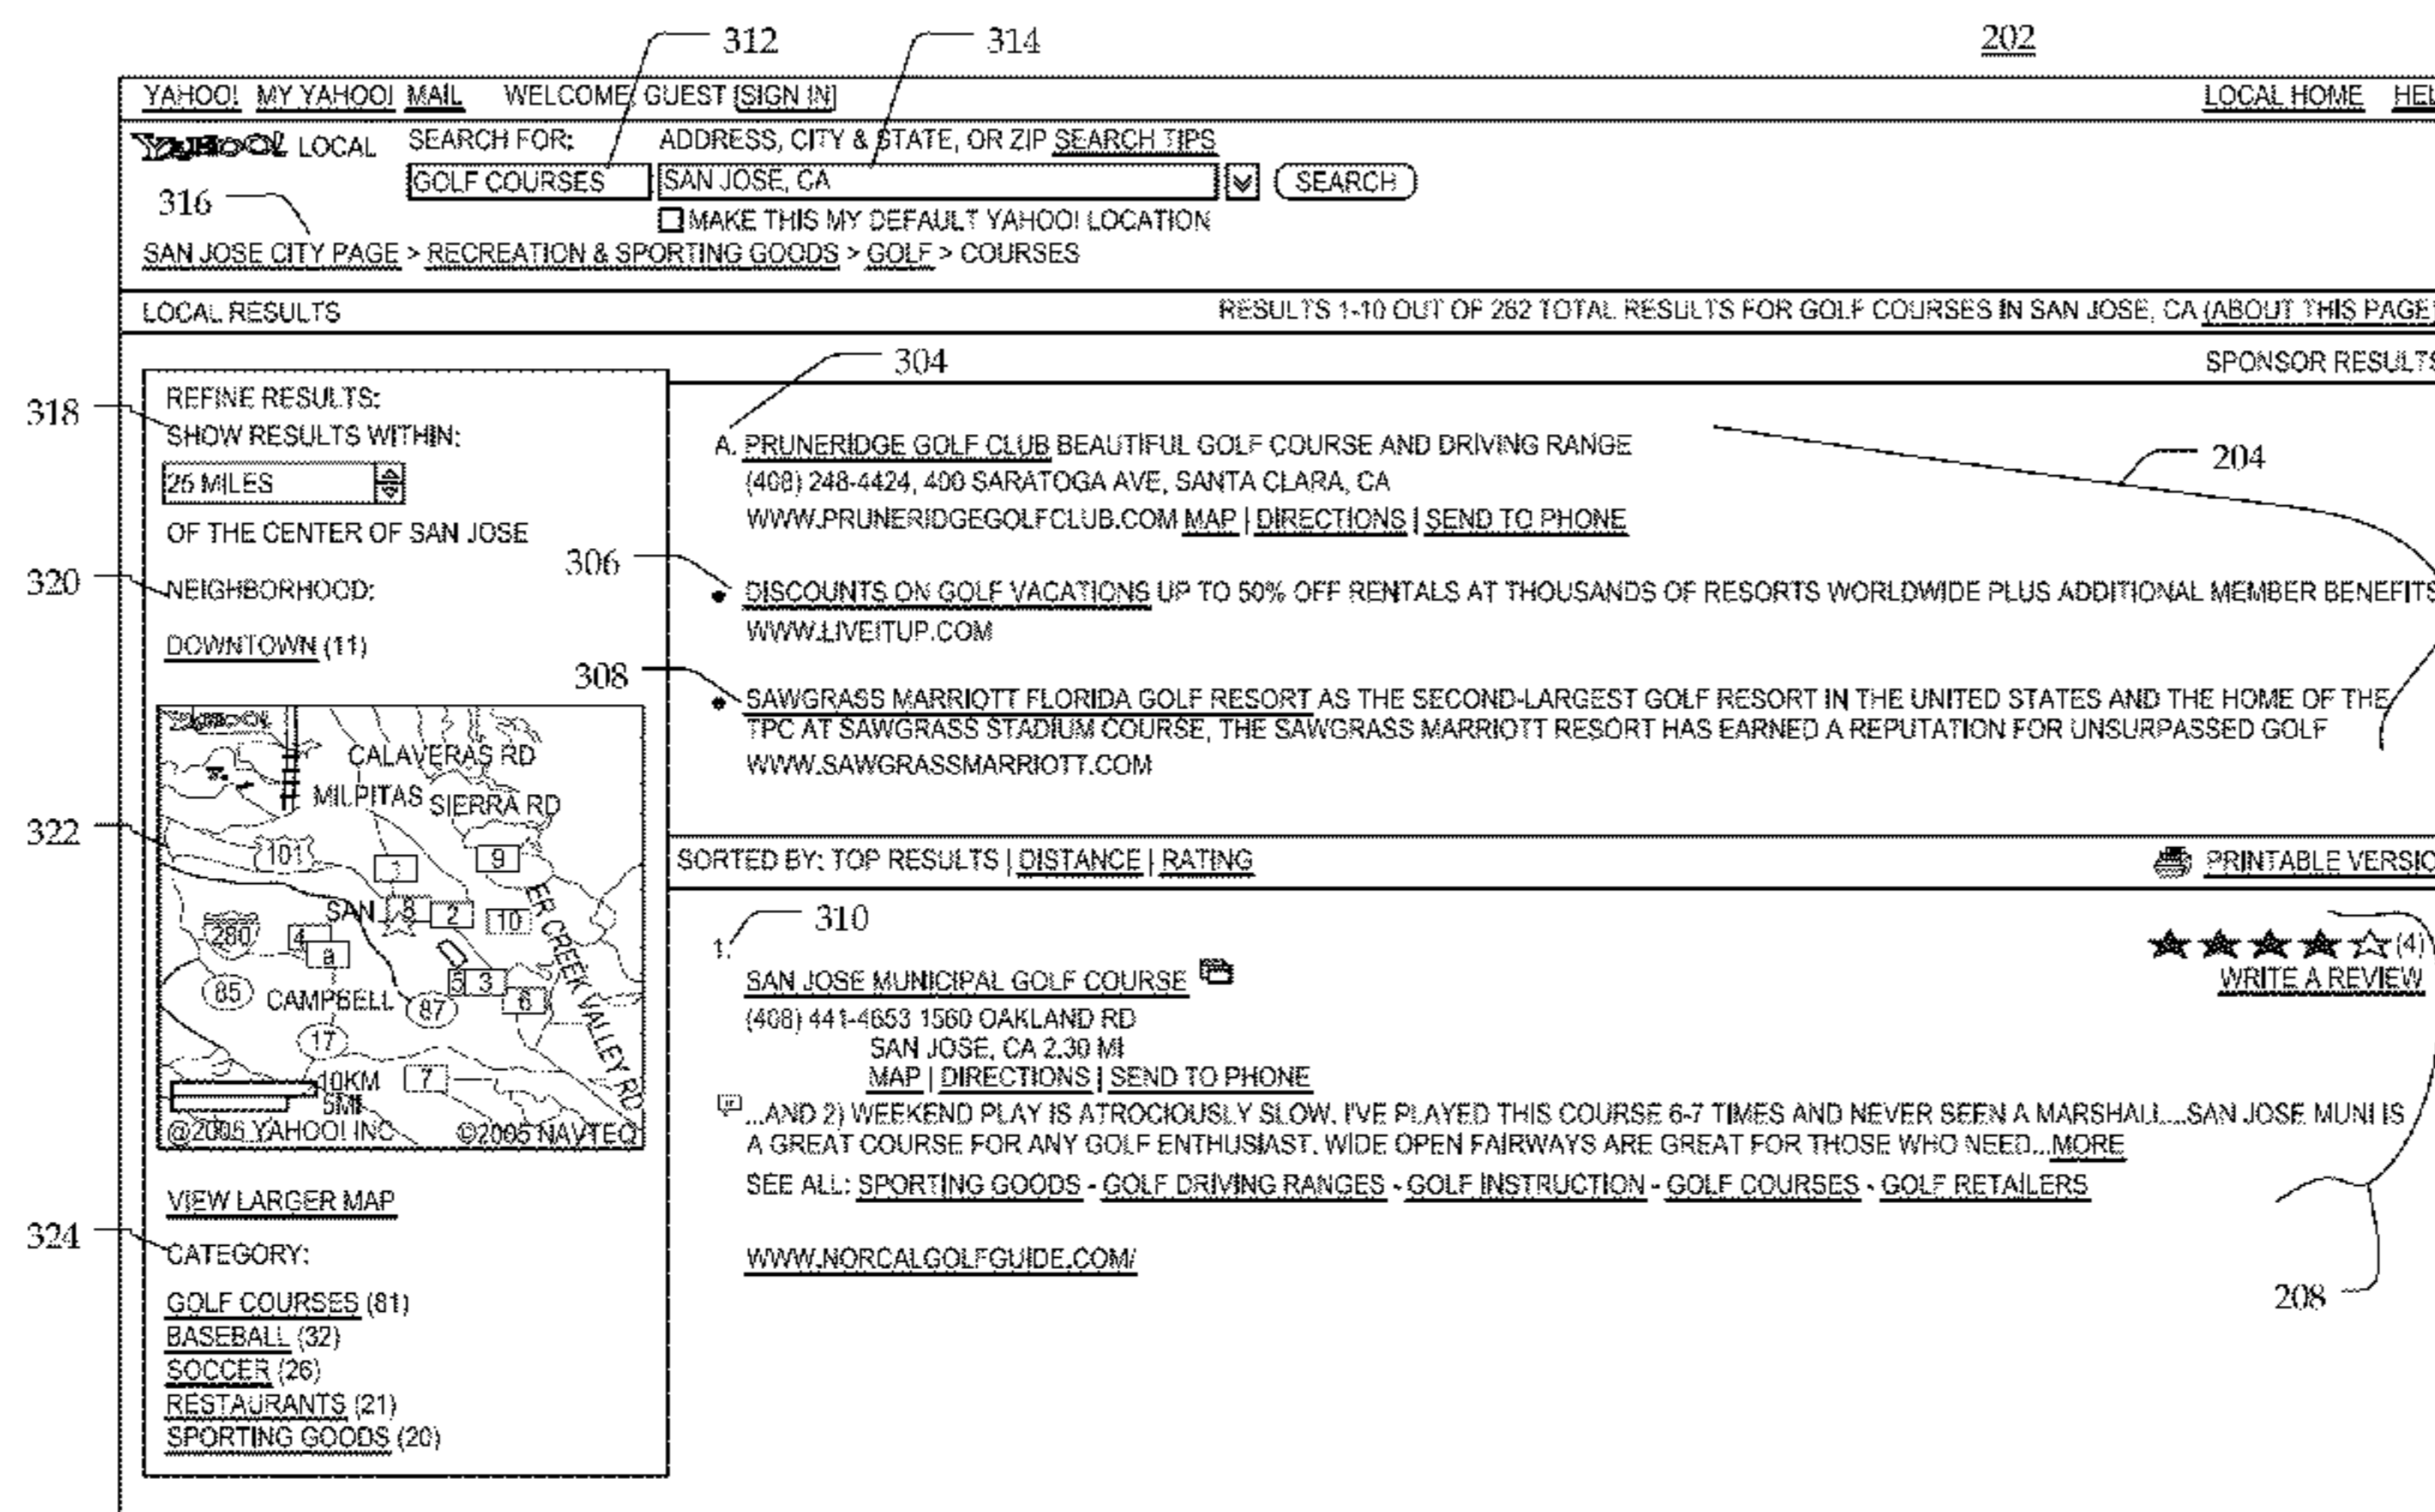 312
314
202
YAHOO! MY YAHOO! MAIL WELCOME, GUEST [SIGN IN]
LOCAL HOME HEL
YAHOO! LOCAL
SEARCH FOR:
ADDRESS, CITY & STATE, OR ZIP SEARCH TIPS
GOLF COURSES
SAN JOSE, CA
SEARCH
316
MAKE THIS MY DEFAULT YAHOO! LOCATION
SAN JOSE CITY PAGE > RECREATION & SPORTING GOODS > GOLF > COURSES
LOCAL RESULTS
RESULTS 1-10 OUT OF 262 TOTAL RESULTS FOR GOLF COURSES IN SAN JOSE, CA (ABOUT THIS PAGE)
SPONSOR RESULTS
304
318
REFINE RESULTS:
SHOW RESULTS WITHIN:
25 MILES
OF THE CENTER OF SAN JOSE
320
NEIGHBORHOOD:
DOWNTOWN (11)
204
A. PRUNERIDGE GOLF CLUB BEAUTIFUL GOLF COURSE AND DRIVING RANGE
(408) 248-4424, 400 SARATOGA AVE, SANTA CLARA, CA
WWW.PRUNERIDGEGOLFCLUB.COM MAP | DIRECTIONS | SEND TO PHONE
306
• DISCOUNTS ON GOLF VACATIONS UP TO 50% OFF RENTALS AT THOUSANDS OF RESORTS WORLDWIDE PLUS ADDITIONAL MEMBER BENEFITS
WWW.LIVEITUP.COM
308
• SAWGRASS MARRIOTT FLORIDA GOLF RESORT AS THE SECOND-LARGEST GOLF RESORT IN THE UNITED STATES AND THE HOME OF THE
TPC AT SAWGRASS STADIUM COURSE, THE SAWGRASS MARRIOTT RESORT HAS EARNED A REPUTATION FOR UNSURPASSED GOLF
WWW.SAWGRASSMARRIOTT.COM
322
YAHOO!
CALAVERAS RD
MILPITAS
SIERRA RD
101
1
9
SAN J
8
2
10
280
4
a
ER CREEK VALLEY RD
5
3
6
85
CAMPBELL
87
17
7
10KM
5MI
@2005 YAHOO! INC
©2005 NAVTEQ
VIEW LARGER MAP
324
CATEGORY:
GOLF COURSES (81)
BASEBALL (32)
SOCCER (26)
RESTAURANTS (21)
SPORTING GOODS (20)
SORTED BY: TOP RESULTS | DISTANCE | RATING
PRINTABLE VERSIO
310
1.
SAN JOSE MUNICIPAL GOLF COURSE
(4)
WRITE A REVIEW
(408) 441-4653 1560 OAKLAND RD
SAN JOSE, CA 2.30 MI
MAP | DIRECTIONS | SEND TO PHONE
...AND 2) WEEKEND PLAY IS ATROCIOUSLY SLOW. I'VE PLAYED THIS COURSE 6-7 TIMES AND NEVER SEEN A MARSHALL...SAN JOSE MUNI IS
A GREAT COURSE FOR ANY GOLF ENTHUSIAST. WIDE OPEN FAIRWAYS ARE GREAT FOR THOSE WHO NEED...MORE
SEE ALL: SPORTING GOODS - GOLF DRIVING RANGES - GOLF INSTRUCTION - GOLF COURSES - GOLF RETAILERS
WWW.NORCALGOLFGUIDE.COM/
208